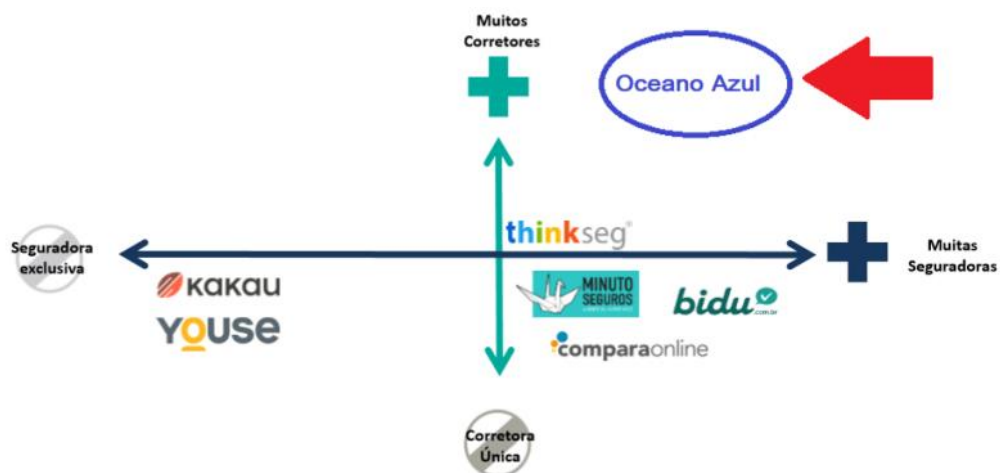 Muitos
Corretores
Oceano Azul
thinkseg
Seguradora
exclusiva
Muitas
Seguradoras
KAKAU
YOUSE
MINUTO
SEGUROS
bidu
.com.br
comparaonline
Corretora
Única